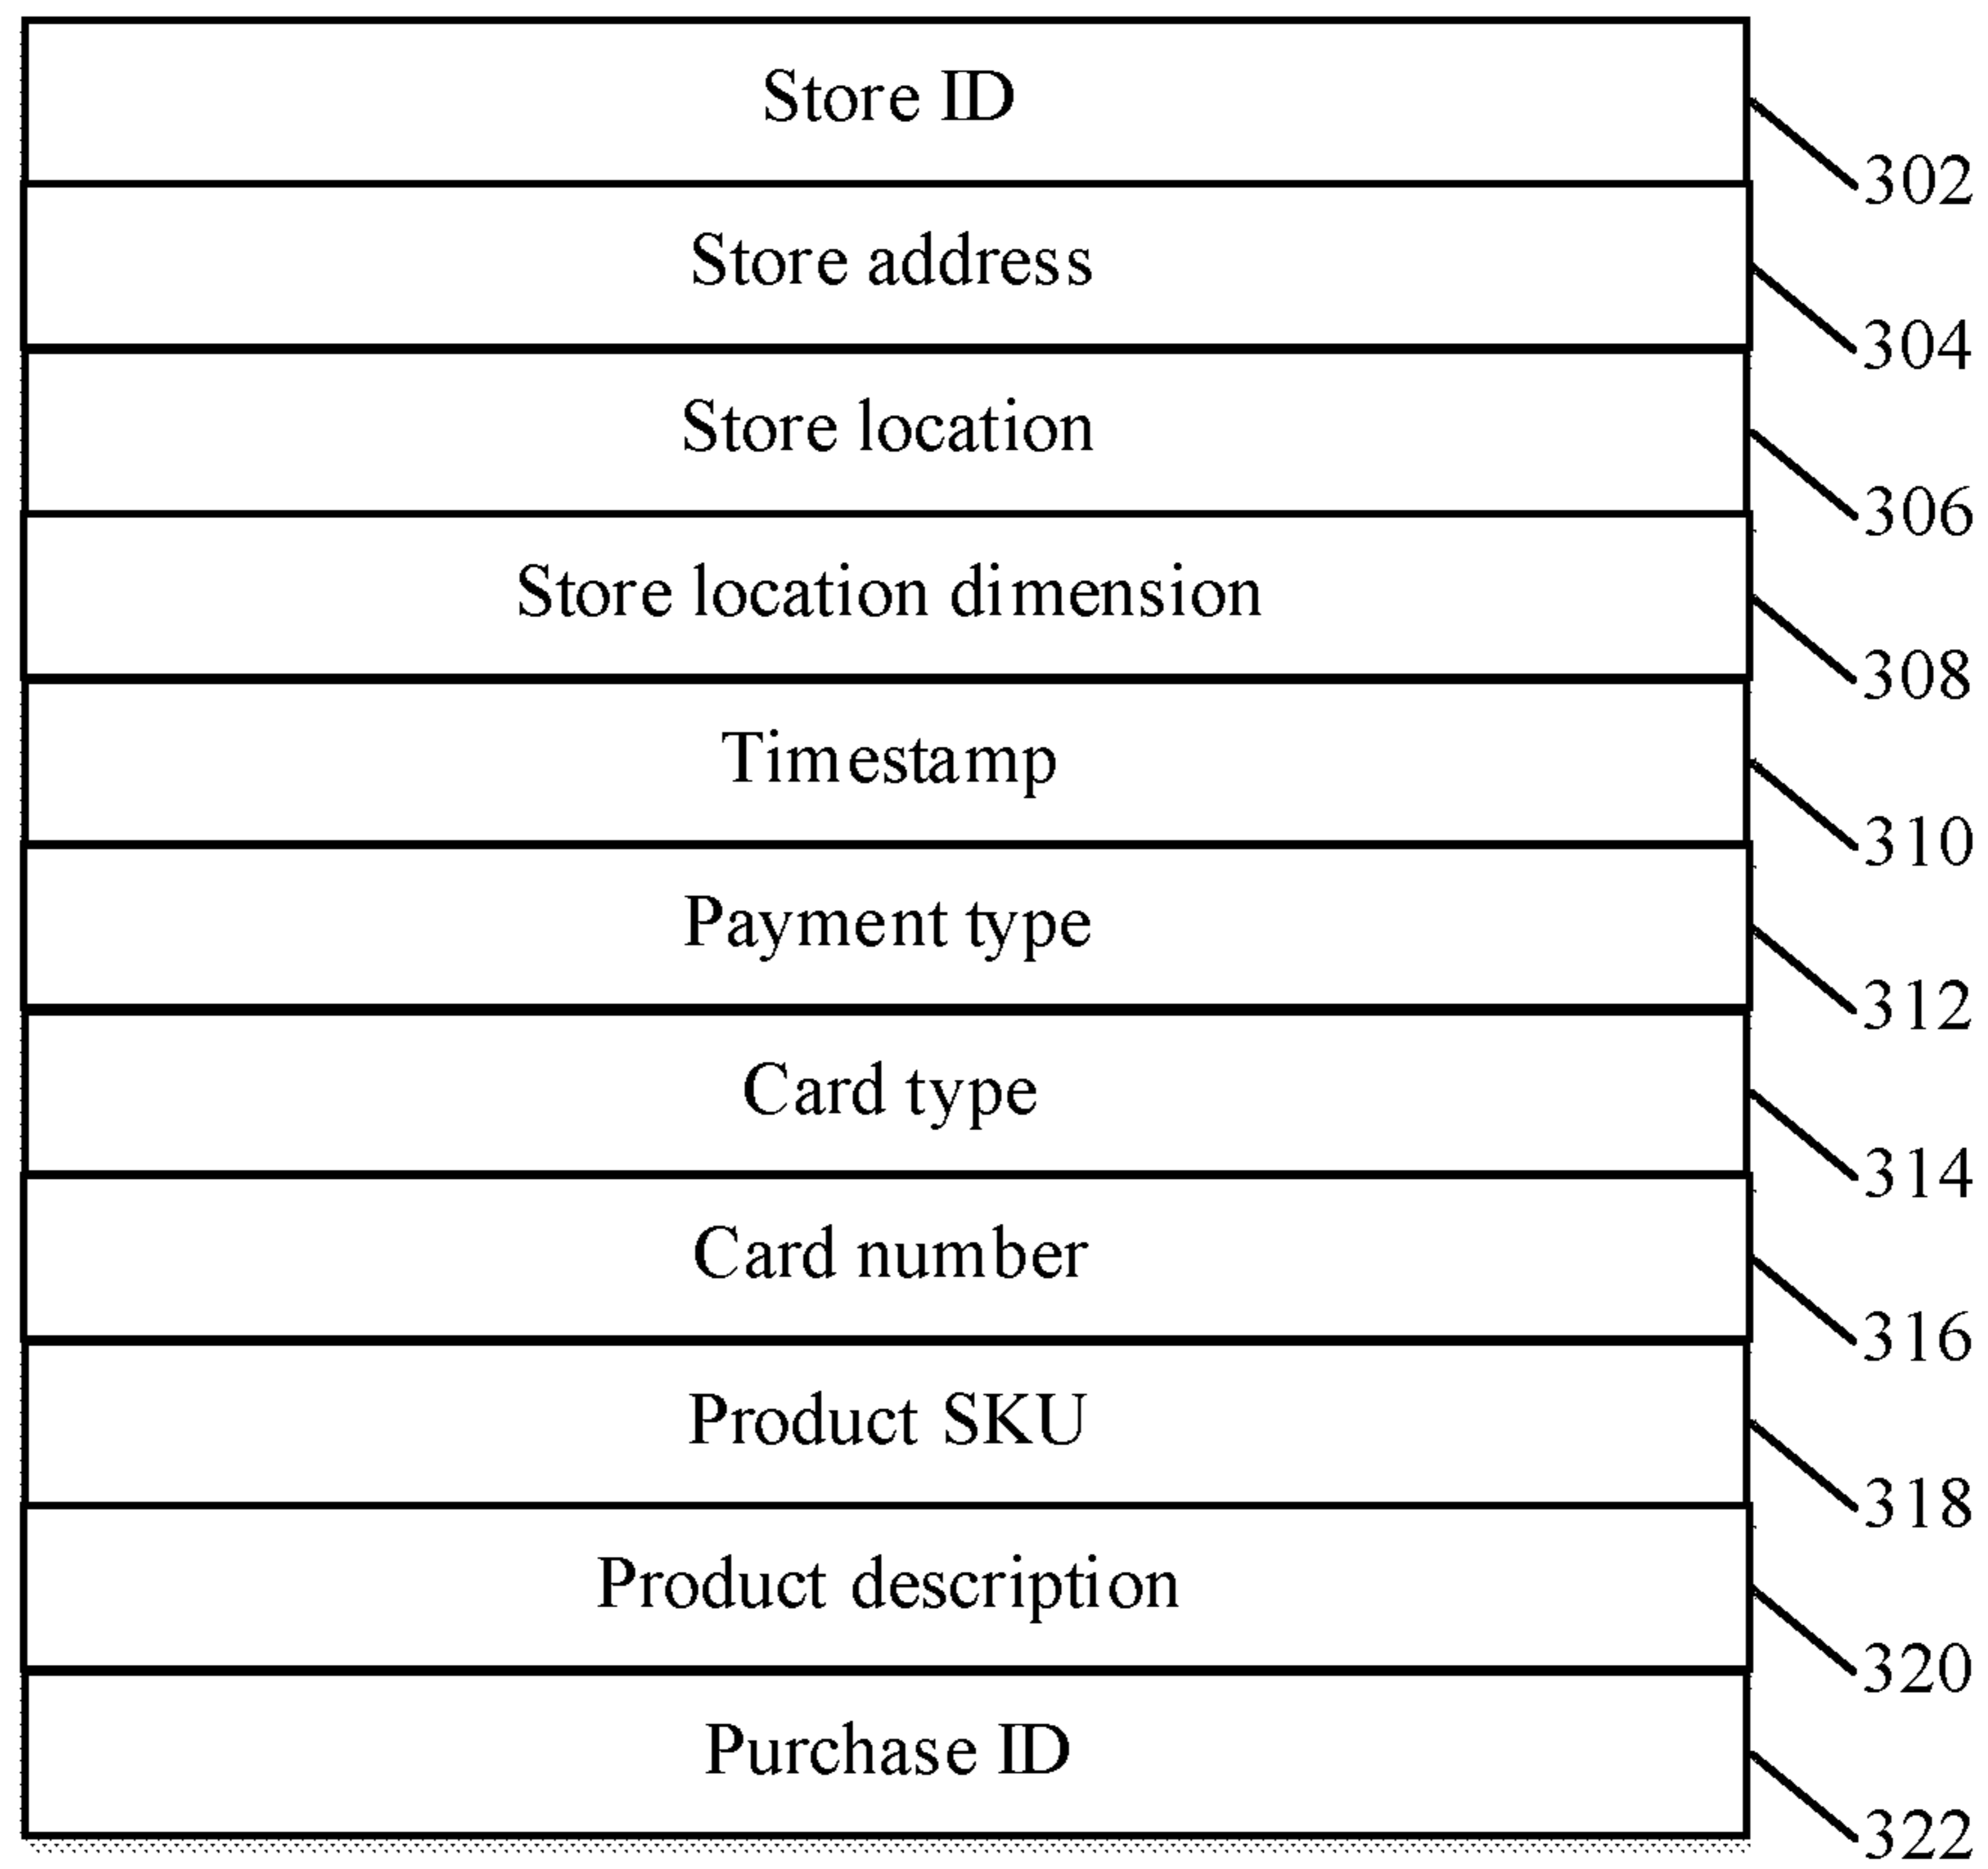 Store ID
302
Store address
304
Store location
306
Store location dimension
308
Timestamp
310
Payment type
312
Card type
314
Card number
316
Product SKU
318
Product description
320
Purchase ID
322